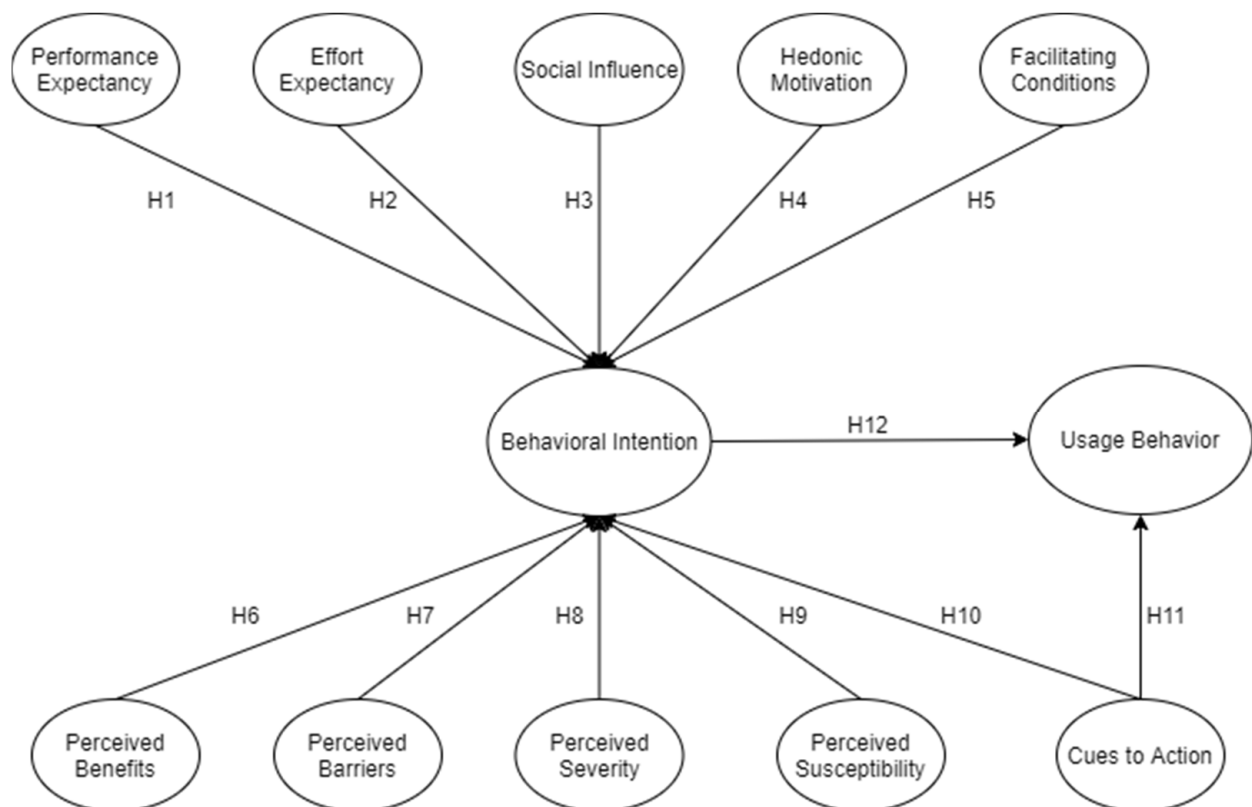 Performance
Expectancy
Effort
Expectancy
Social Influence
Hedonic
Motivation
Facilitating
Conditions
H1
H2
H3
H4
H5
Behavioral Intention
H12
Usage Behavior
H6
H7
H8
H9
H10
H11
Perceived
Benefits
Perceived
Barriers
Perceived
Severity
Perceived
Susceptibility
Cues to Action